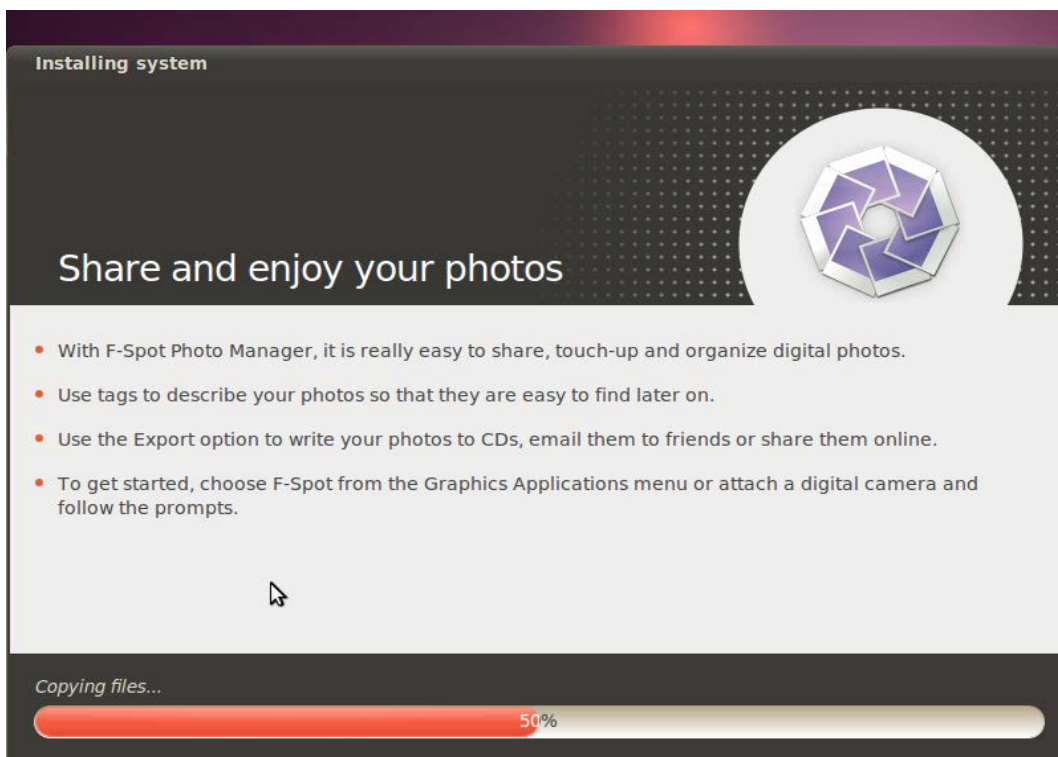 Installing system
Share and enjoy your photos
With F-Spot Photo Manager, it is really easy to share, touch-up and organize digital photos.
Use tags to describe your photos so that they are easy to find later on.
Use the Export option to write your photos to CDs, email them to friends or share them online.
To get started, choose F-Spot from the Graphics Applications menu or attach a digital camera and
follow the prompts.
Copying files...
50%